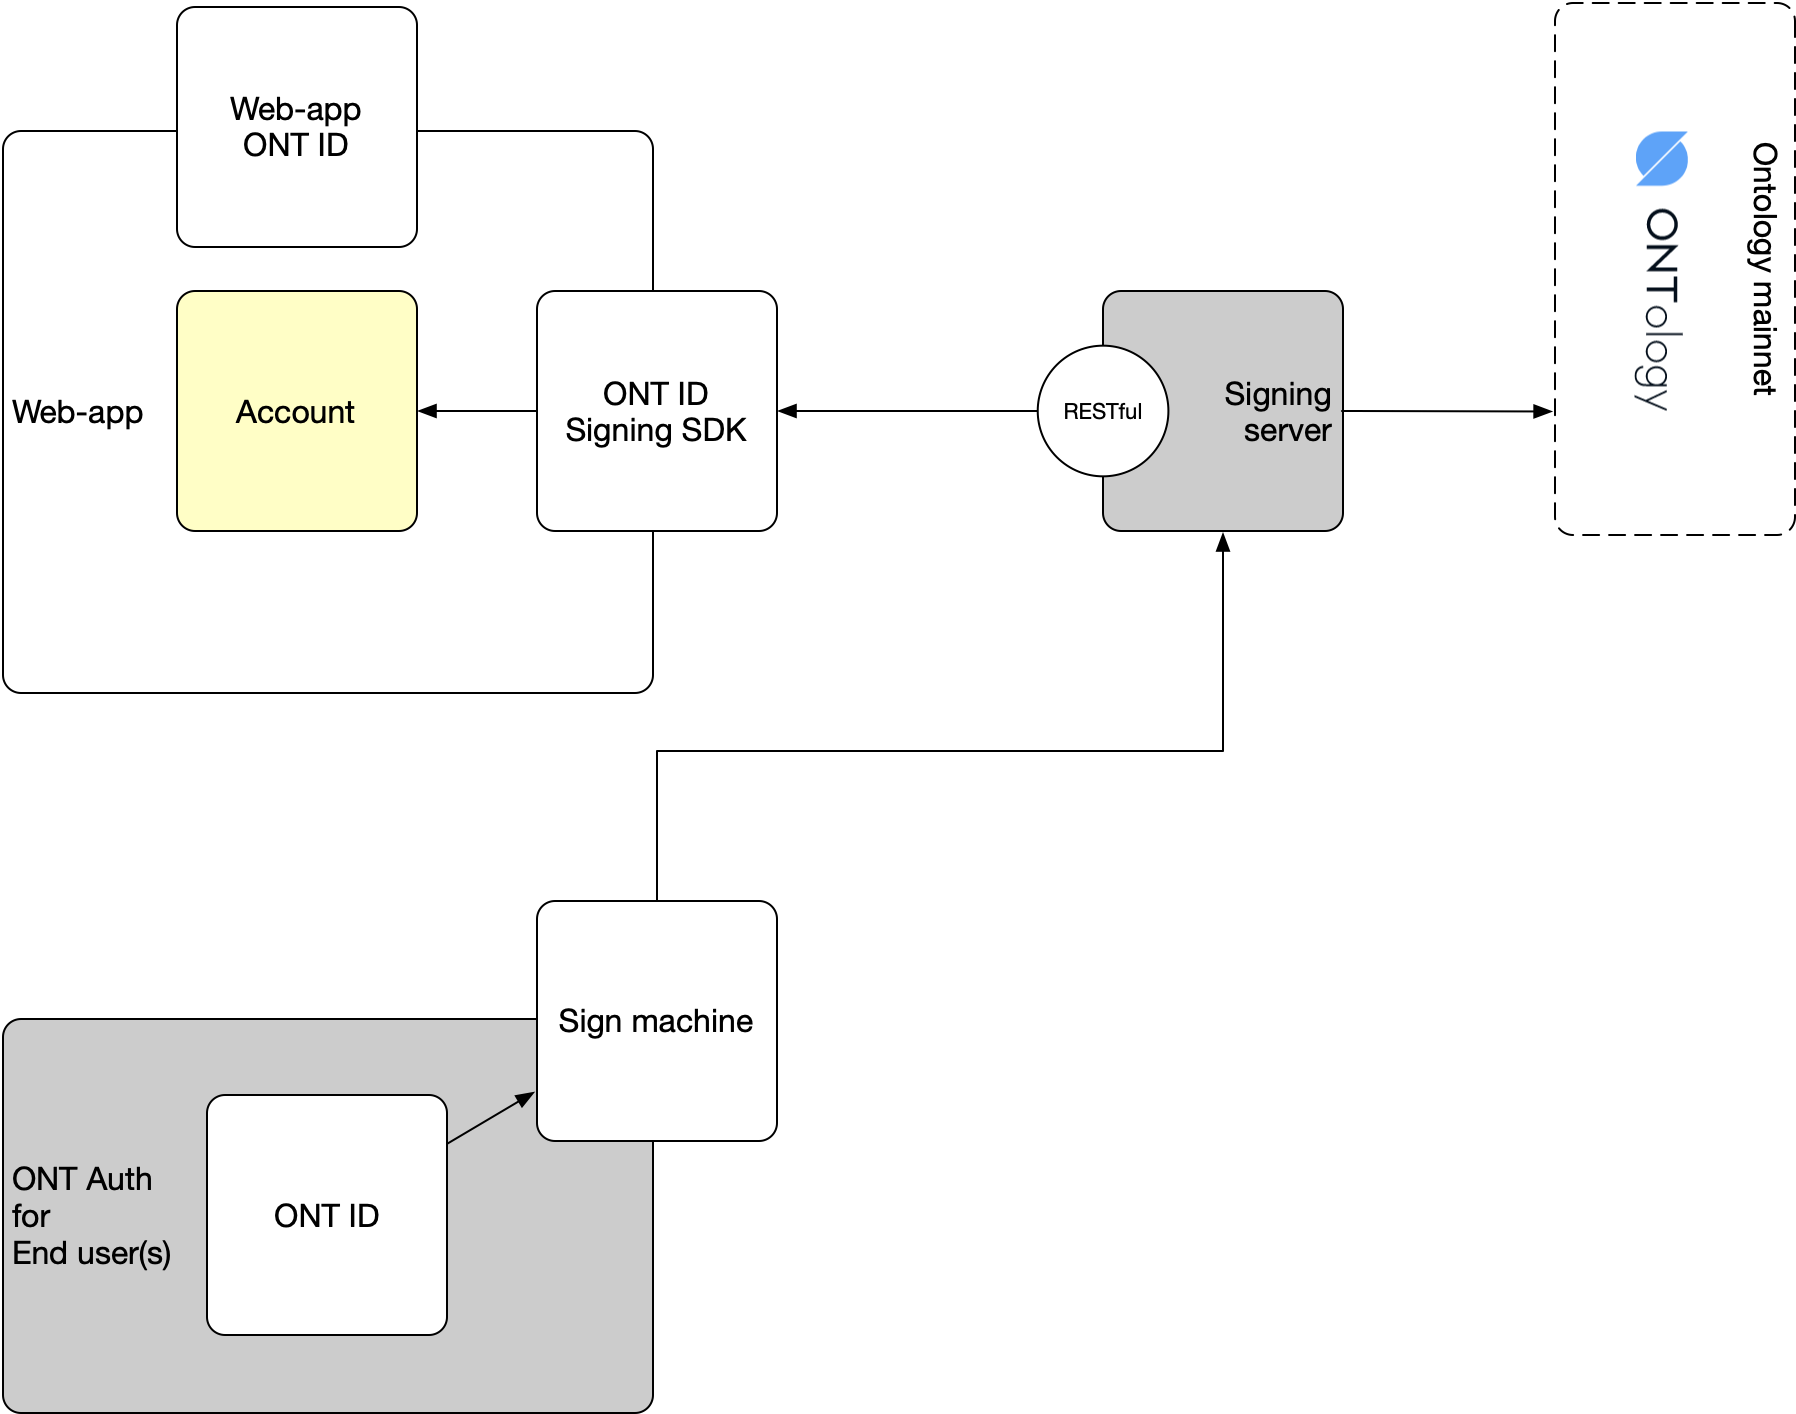 Web-app
ONT ID
Web-app
Account
ONT ID
Signing SDK
RESTful
Signing
server
ONTology
Ontology mainnet
Sign machine
ONT Auth
for
End user(s)
ONT ID